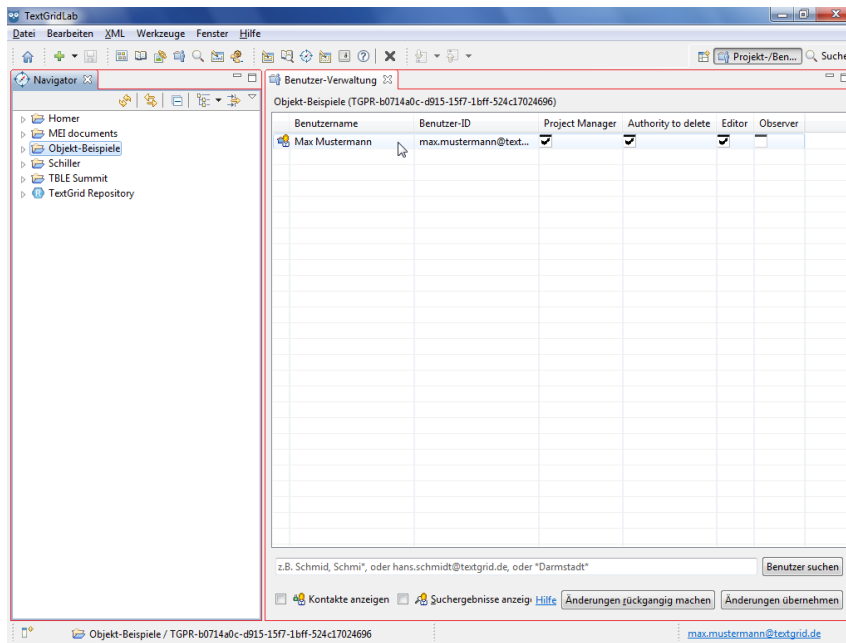 TextGridLab
Datei Bearbeiten XML Werkzeuge Fenster Hilfe
Projekt-/Ben... Suche
Navigator
Benutzer-Verwaltung
Objekt-Beispiele (TGPR-b0714a0c-d915-15f7-1bff-524c17024696)
Benutzername Benutzer-ID Project Manager Authority to delete Editor Observer
Max Mustermann max.mustermann@text...
Homer
MEI documents
Objekt-Beispiele
Schiller
TBLE Summit
TextGrid Repository
z.B. Schmid, Schmi*, oder hans.schmidt@textgrid.de, oder *Darmstadt*
Benutzer suchen
Kontakte anzeigen Suchergebnisse anzeig Hilfe Änderungen rückgangig machen Änderungen übernehmen
Objekt-Beispiele / TGPR-b0714a0c-d915-15f7-1bff-524c17024696
max.mustermann@textgrid.de